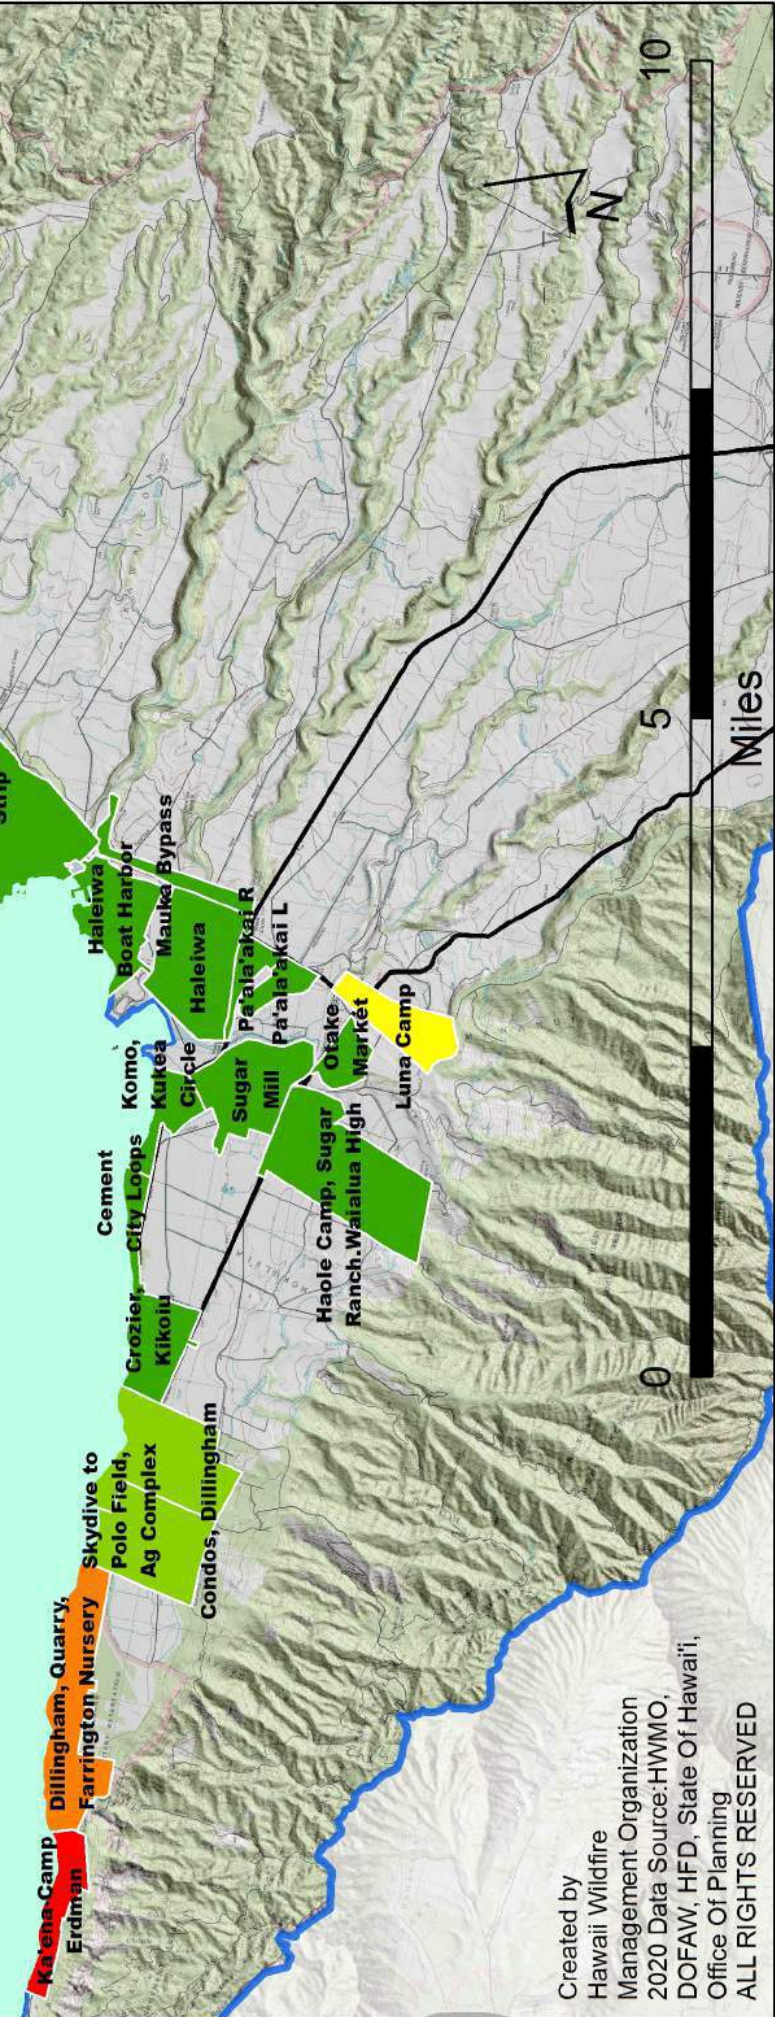 Strip
Haleiwa
Boat Harbor
Mauka Bypass
Haleiwa
Pa'ala'akai R
Pa'ala'akai L
Komo,
Kukea
Circle
Sugar
Mill
Otake
Market
Luna Camp
Cement
City Loops
Haole Camp, Sugar
Ranch.Waialua High
Crozier,
Kikoiu
Skydive to
Polo Field,
Ag Complex
Condos, Dillingham
Dillingham, Quarry,
Farrington Nursery
Ka'ena Camp
Erdman
MOKULEIA
N
0
5
10
Miles
Created by
Hawaii Wildfire
Management Organization
2020 Data Source:HWMO,
DOFAW, HFD, State Of Hawai'i,
Office Of Planning
ALL RIGHTS RESERVED